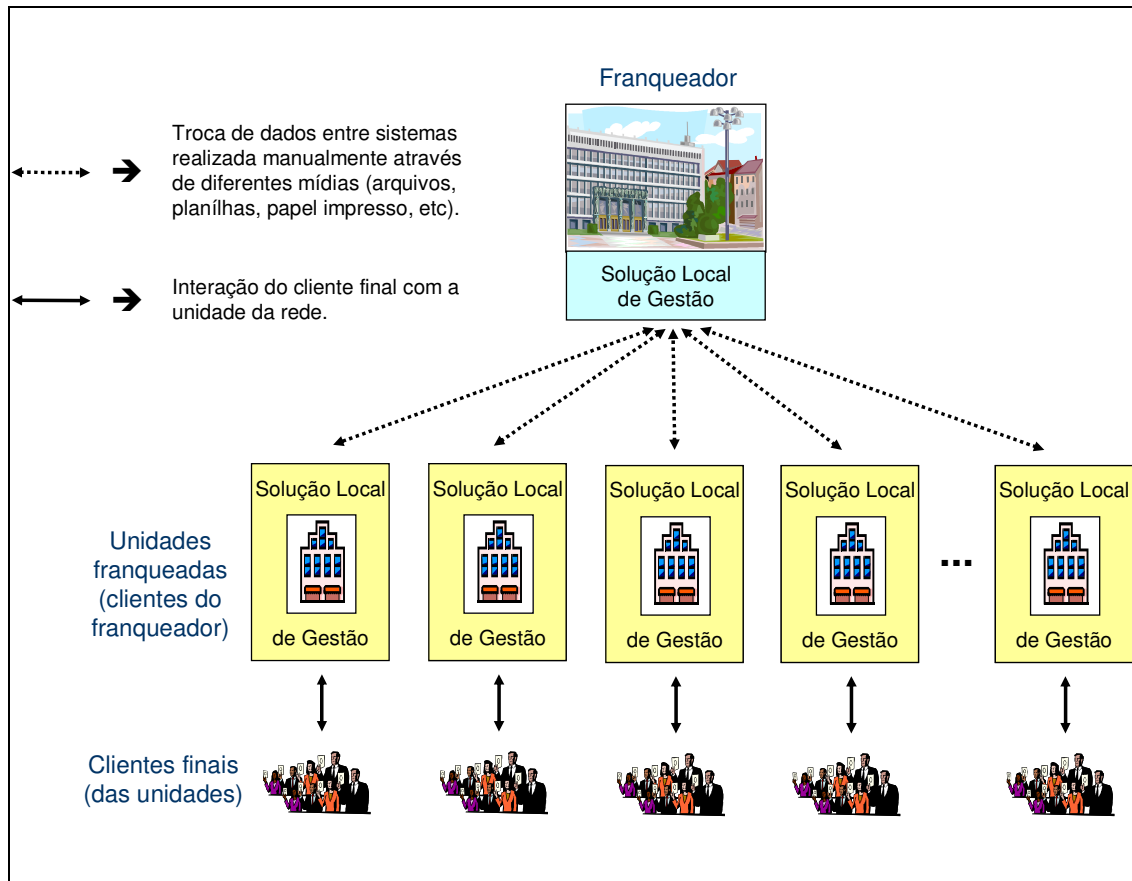 Franqueador
Troca de dados entre sistemas
realizada manualmente através
de diferentes mídias (arquivos,
planílhas, papel impresso, etc).
Interação do cliente final com a
unidade da rede.
Solução Local
de Gestão
Solução Local
Solução Local
Solução Local
Solução Local
Solução Local
Unidades
franqueadas
(clientes do
franqueador)
...
de Gestão
de Gestão
de Gestão
de Gestão
de Gestão
Clientes finais
(das unidades)